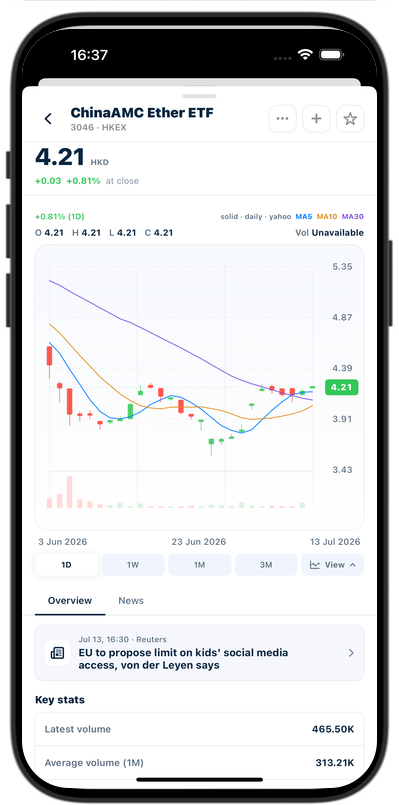 16:37
ChinaAMC Ether ETF
3046 · HKEX
4.21 HKD
+0.03 +0.81% at close
+0.81% (1D)
solid · daily · yahoo MA5 MA10 MA30
O 4.21 H 4.21 L 4.21 C 4.21
Vol Unavailable
5.35
4.87
4.39
4.21
3.91
3.43
3 Jun 2026 23 Jun 2026 13 Jul 2026
1D 1W 1M 3M View
Overview News
Jul 13, 16:30 · Reuters
EU to propose limit on kids' social media
access, von der Leyen says
Key stats
Latest volume 465.50K
Average volume (1M) 313.21K